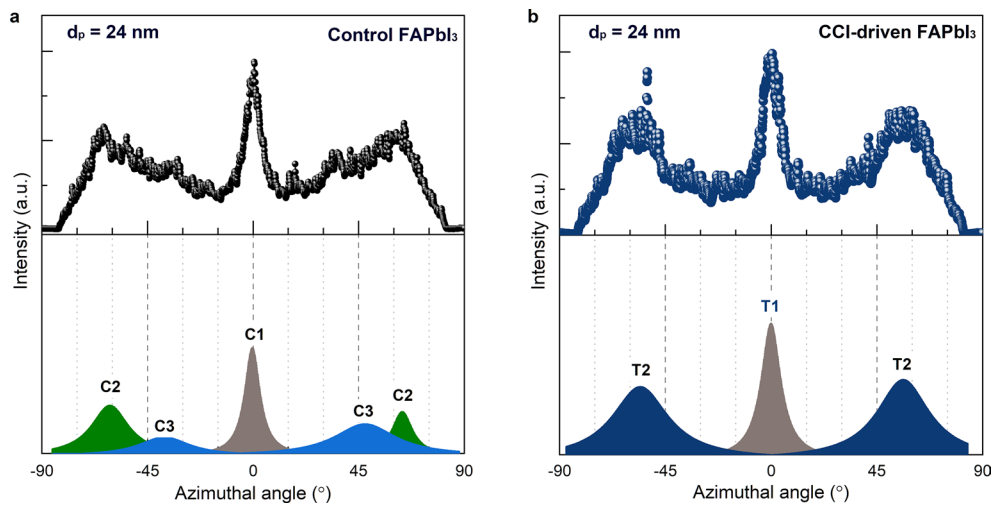 a
dp = 24 nm
Control FAPbI3
Intensity (a.u.)
C1
C2
C2
C3
C3
-90
-45
0
45
90
Azimuthal angle (°)
b
dp = 24 nm
CCI-driven FAPbI3
Intensity (a.u.)
T1
T2
T2
-90
-45
0
45
90
Azimuthal angle (°)